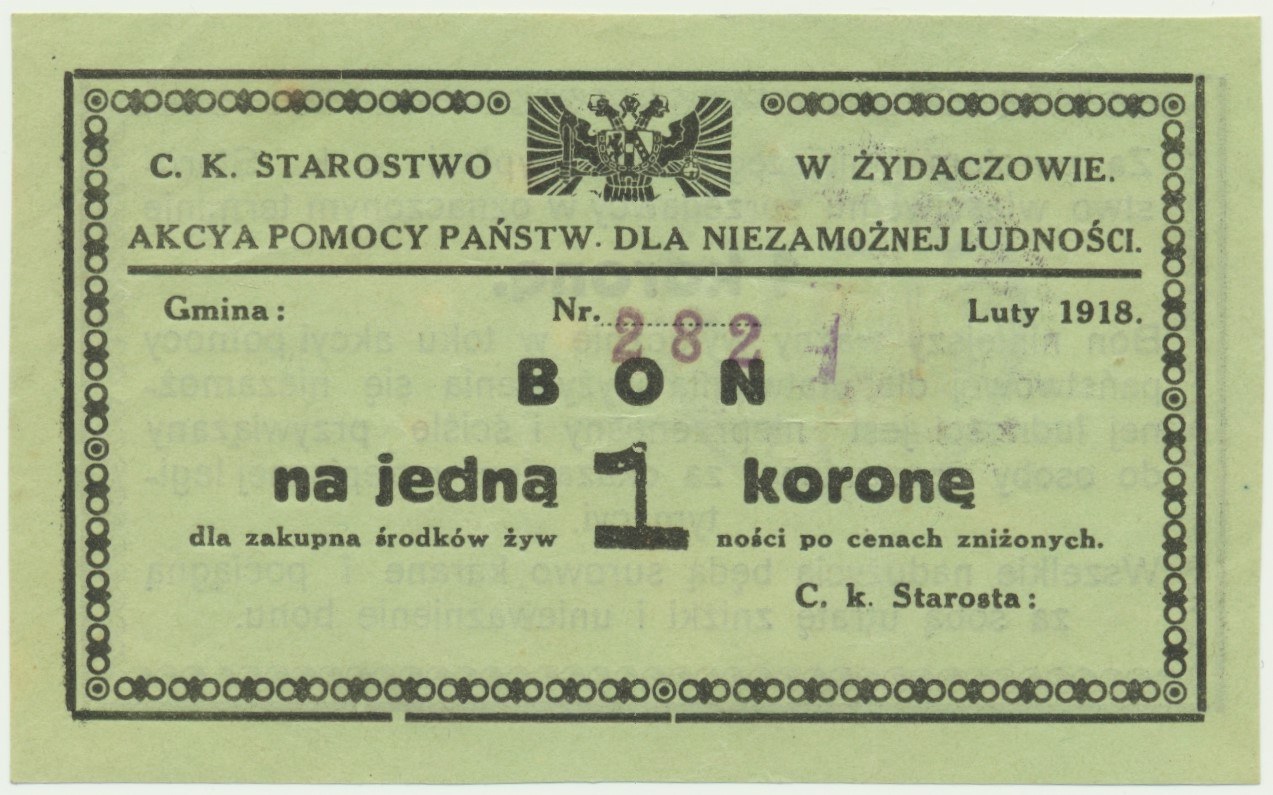 C. K. STAROSTWO W ŻYDACZOWIE.
AKCYA POMOCY PAŃSTW. DLA NIEZAMOŻNEJ LUDNOŚCI.
Gmina: Nr. 282 Luty 1918.
BON
na jedną 1 koronę
dla zakupna środków żyw ności po cenach zniżonych.
C. k. Starosta: